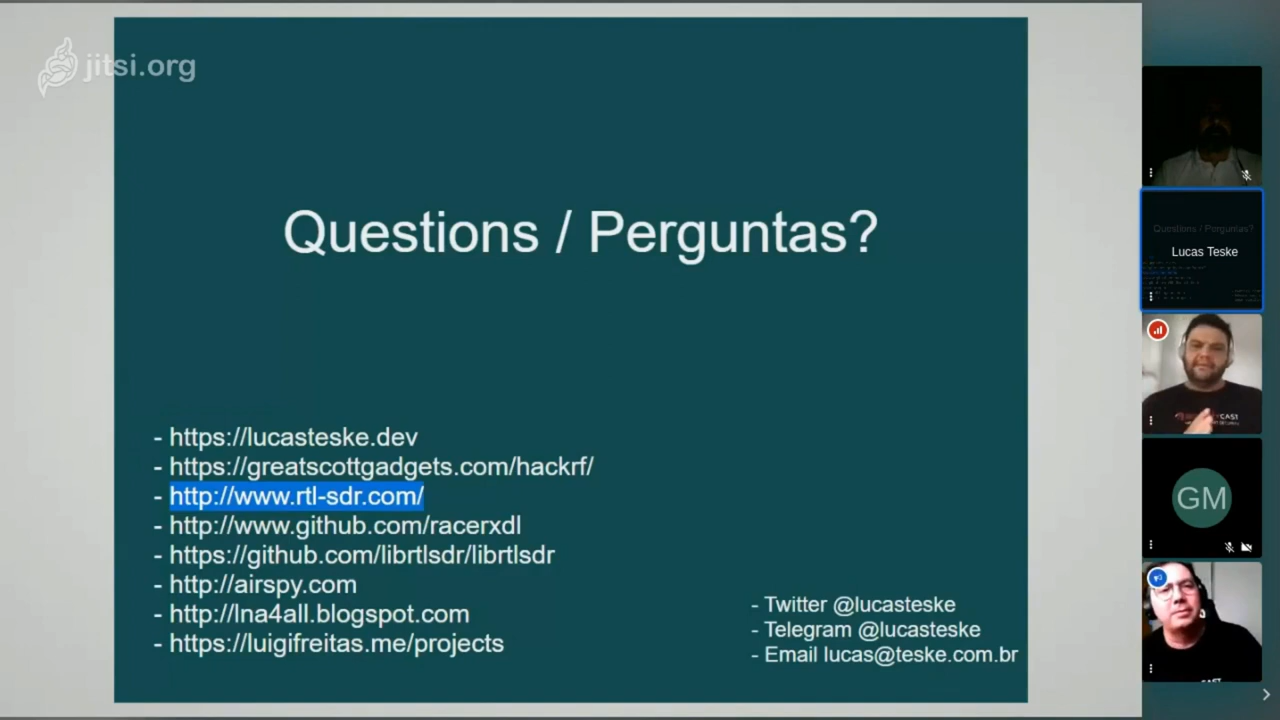 jitsi.org
Questions / Perguntas?
- https://lucasteske.dev
- https://greatscottgadgets.com/hackrf/
- http://www.rtl-sdr.com/
- http://www.github.com/racerxdl
- https://github.com/librtlsdr/librtlsdr
- http://airspy.com
- http://lna4all.blogspot.com
- https://luigifreitas.me/projects
- Twitter @lucasteske
- Telegram @lucasteske
- Email lucas@teske.com.br
Questions / Perguntas?
Lucas Teske
GM